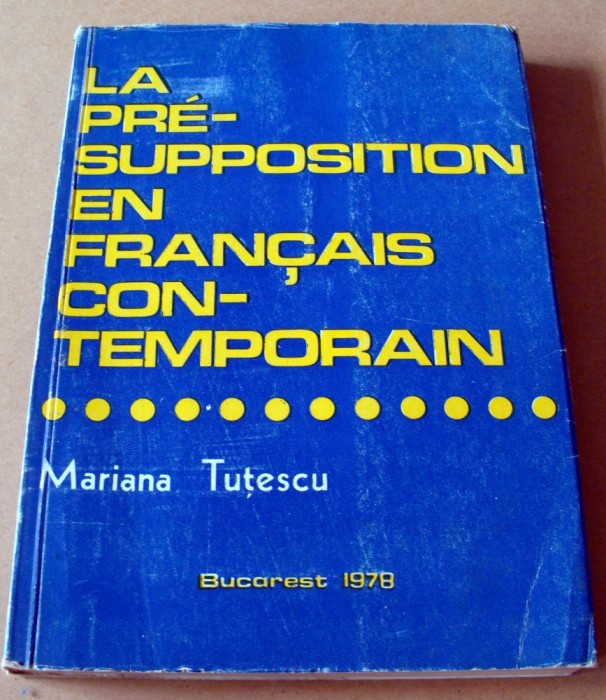 LA
PRÉ-
SUPPOSITION
EN
FRANÇAIS
CON-
TEMPORAIN
Mariana Tuțescu
Bucarest 1978